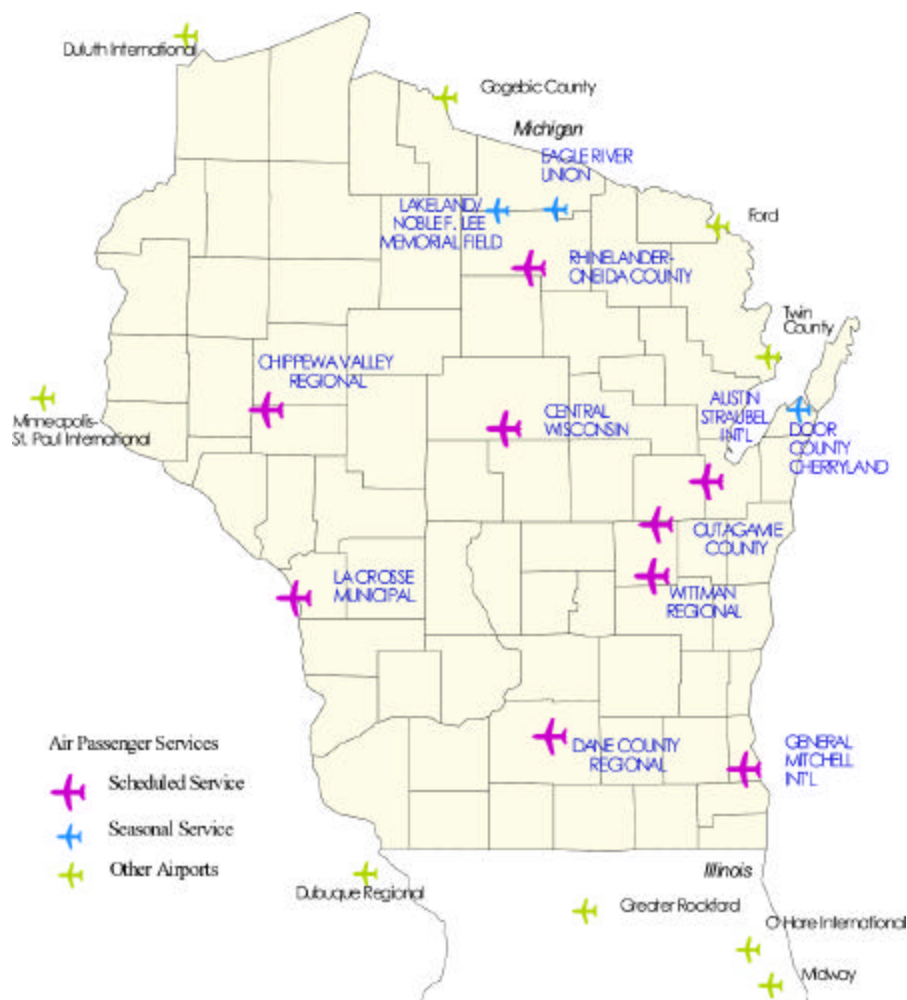 Duluth International
Gogebic County
Michigan
EAGLE RIVER
UNION
LAKELAND/
NOBLE F. LEE
MEMORIAL FIELD
Ford
RHINELANDER-
ONEIDA COUNTY
Twin
County
CHIPPEWA VALLEY
REGIONAL
Minneapolis-
St. Paul International
CENTRAL
WISCONSIN
AUSTIN
STRAUBEL
INT'L
DOOR
COUNTY
CHERRYLAND
OUTAGAMIE
COUNTY
LA CROSSE
MUNICIPAL
WITTMAN
REGIONAL
DANE COUNTY
REGIONAL
GENERAL
MITCHELL
INT'L
Air Passenger Services
Scheduled Service
Seasonal Service
Other Airports
Illinois
Dubuque Regional
Greater Rockford
O'Hare International
Midway